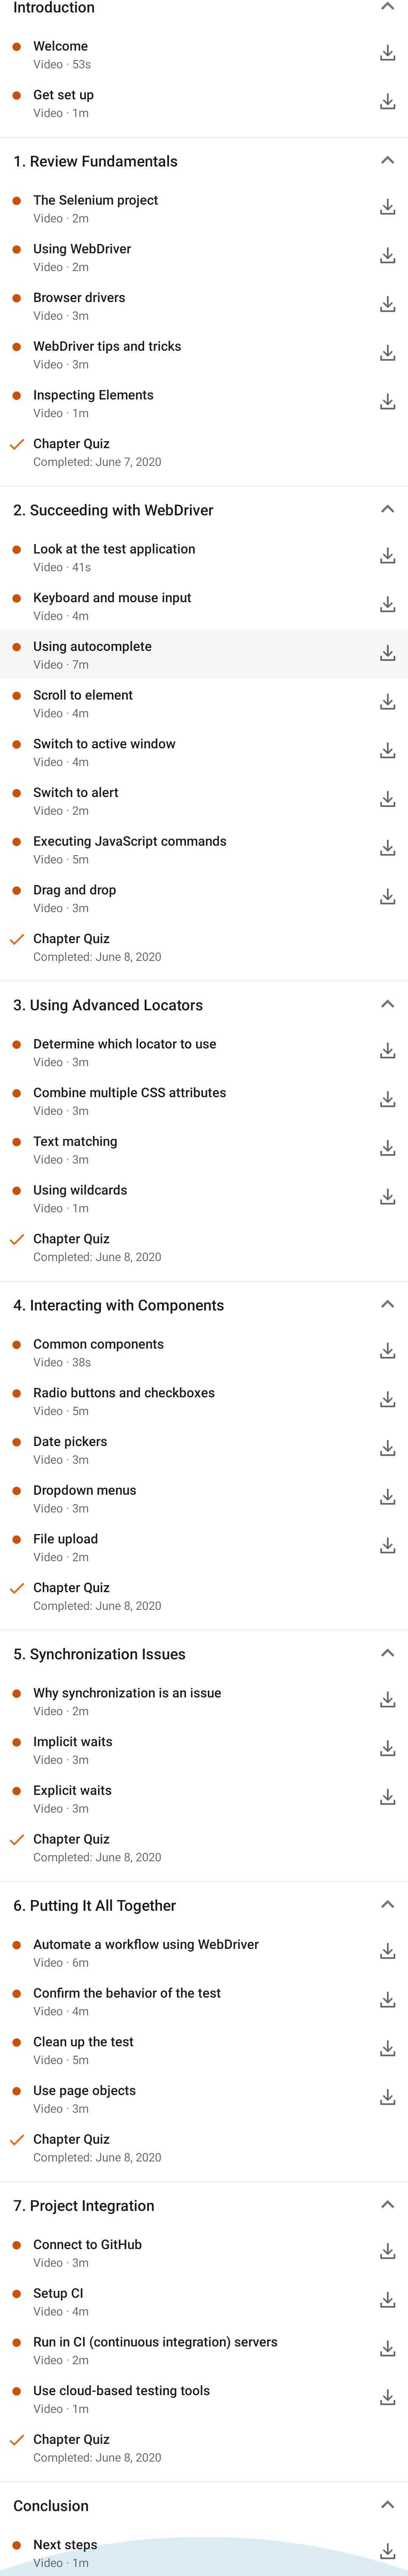 Introduction
Welcome
Video · 53s
Get set up
Video · 1m
1. Review Fundamentals
The Selenium project
Video · 2m
Using WebDriver
Video · 2m
Browser drivers
Video · 3m
WebDriver tips and tricks
Video · 3m
Inspecting Elements
Video · 1m
Chapter Quiz
Completed: June 7, 2020
2. Succeeding with WebDriver
Look at the test application
Video · 41s
Keyboard and mouse input
Video · 4m
Using autocomplete
Video · 7m
Scroll to element
Video · 4m
Switch to active window
Video · 4m
Switch to alert
Video · 2m
Executing JavaScript commands
Video · 5m
Drag and drop
Video · 3m
Chapter Quiz
Completed: June 8, 2020
3. Using Advanced Locators
Determine which locator to use
Video · 3m
Combine multiple CSS attributes
Video · 3m
Text matching
Video · 3m
Using wildcards
Video · 1m
Chapter Quiz
Completed: June 8, 2020
4. Interacting with Components
Common components
Video · 38s
Radio buttons and checkboxes
Video · 5m
Date pickers
Video · 3m
Dropdown menus
Video · 3m
File upload
Video · 2m
Chapter Quiz
Completed: June 8, 2020
5. Synchronization Issues
Why synchronization is an issue
Video · 2m
Implicit waits
Video · 3m
Explicit waits
Video · 3m
Chapter Quiz
Completed: June 8, 2020
6. Putting It All Together
Automate a workflow using WebDriver
Video · 6m
Confirm the behavior of the test
Video · 4m
Clean up the test
Video · 5m
Use page objects
Video · 3m
Chapter Quiz
Completed: June 8, 2020
7. Project Integration
Connect to GitHub
Video · 3m
Setup CI
Video · 4m
Run in CI (continuous integration) servers
Video · 2m
Use cloud-based testing tools
Video · 1m
Chapter Quiz
Completed: June 8, 2020
Conclusion
Next steps
Video · 1m